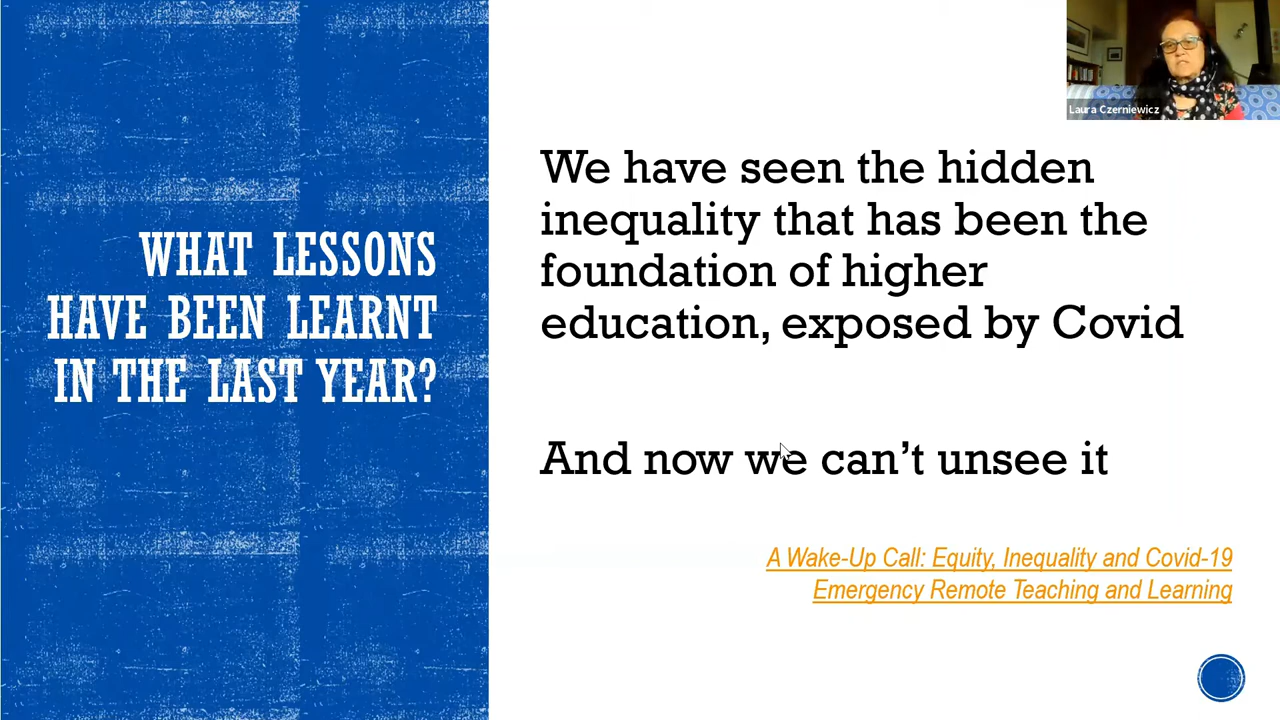 WHAT LESSONS
HAVE BEEN LEARNT
IN THE LAST YEAR?
We have seen the hidden
inequality that has been the
foundation of higher
education, exposed by Covid
And now we can't unsee it
A Wake-Up Call: Equity, Inequality and Covid-19
Emergency Remote Teaching and Learning
Laura Czerniewicz